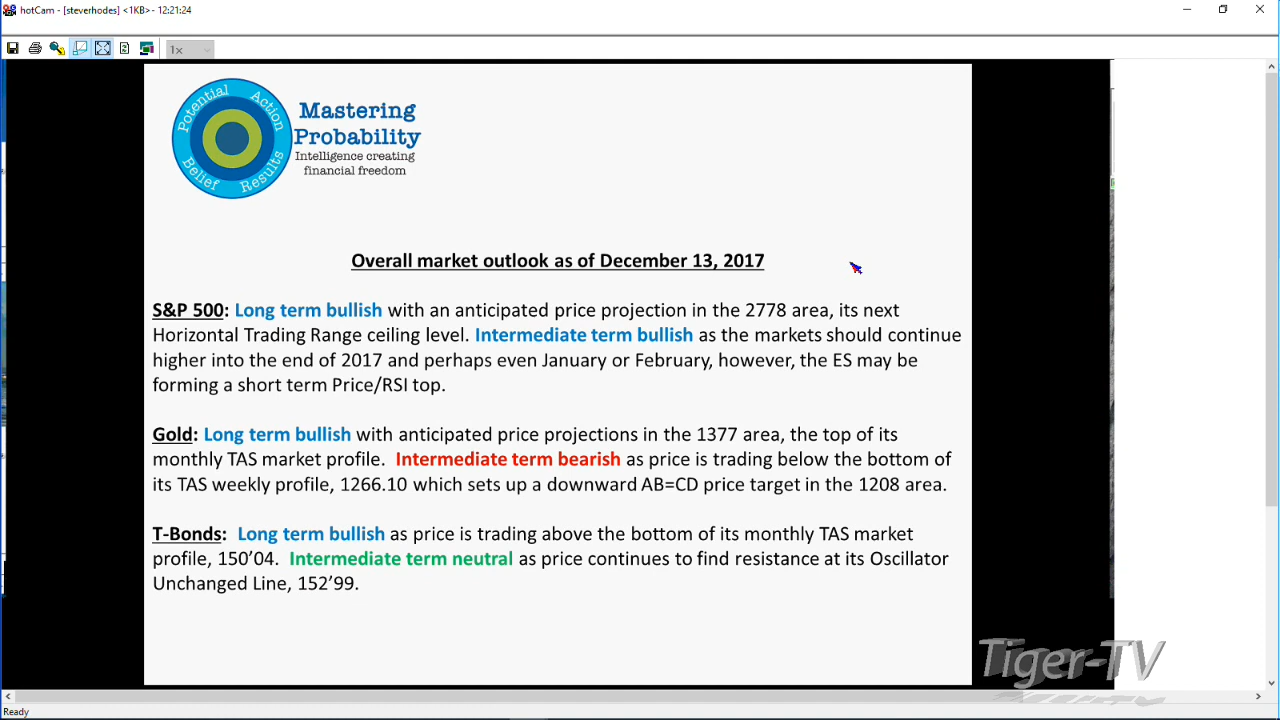 hotCam - [steverhodes] <1KB> - 12:21:24
1x
Potential Action
Belief Results
Mastering
Probability
Intelligence creating
financial freedom
Overall market outlook as of December 13, 2017
S&P 500: Long term bullish with an anticipated price projection in the 2778 area, its next
Horizontal Trading Range ceiling level. Intermediate term bullish as the markets should continue
higher into the end of 2017 and perhaps even January or February, however, the ES may be
forming a short term Price/RSI top.
Gold: Long term bullish with anticipated price projections in the 1377 area, the top of its
monthly TAS market profile. Intermediate term bearish as price is trading below the bottom of
its TAS weekly profile, 1266.10 which sets up a downward AB=CD price target in the 1208 area.
T-Bonds: Long term bullish as price is trading above the bottom of its monthly TAS market
profile, 150’04. Intermediate term neutral as price continues to find resistance at its Oscillator
Unchanged Line, 152’99.
Tiger-TV
Ready